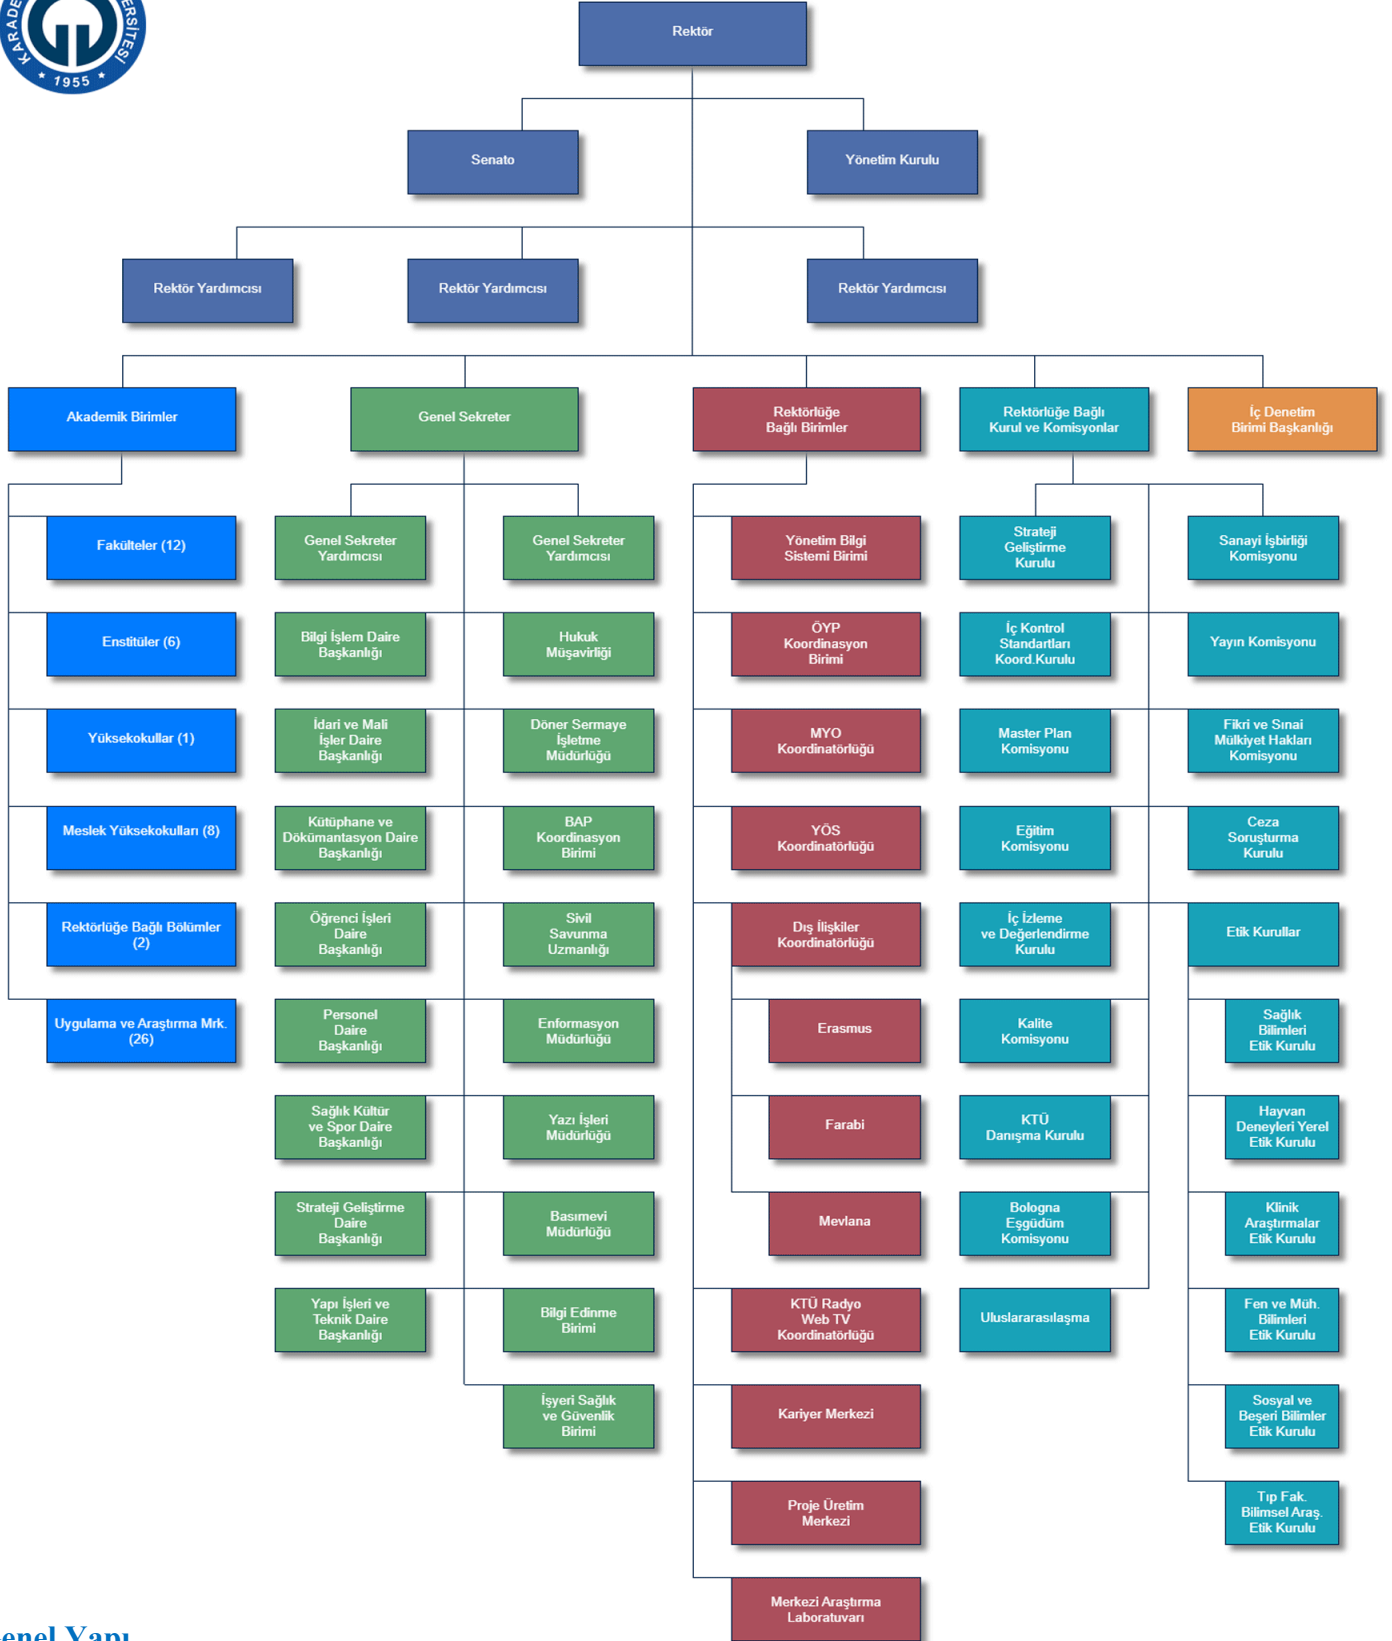 1955
Rektör
Senato
Yönetim Kurulu
Rektör Yardımcısı
Rektör Yardımcısı
Rektör Yardımcısı
Akademik Birimler
Genel Sekreter
Rektörlüğe
Bağlı Birimler
Rektörlüğe Bağlı
Kurul ve Komisyonlar
İç Denetim
Birimi Başkanlığı
Fakülteler (12)
Enstitüler (6)
Yüksekokullar (1)
Meslek Yüksekokulları (8)
Rektörlüğe Bağlı Bölümler
(2)
Uygulama ve Araştırma Mrk.
(26)
Genel Sekreter
Yardımcısı
Bilgi İşlem Daire
Başkanlığı
İdari ve Mali
İşler Daire
Başkanlığı
Kütüphane ve
Dökümantasyon Daire
Başkanlığı
Öğrenci İşleri
Daire
Başkanlığı
Personel
Daire
Başkanlığı
Sağlık Kültür
ve Spor Daire
Başkanlığı
Strateji Geliştirme
Daire
Başkanlığı
Yapı İşleri ve
Teknik Daire
Başkanlığı
Genel Sekreter
Yardımcısı
Hukuk
Müşavirliği
Döner Sermaye
İşletme
Müdürlüğü
BAP
Koordinasyon
Birimi
Sivil
Savunma
Uzmanlığı
Enformasyon
Müdürlüğü
Yazı İşleri
Müdürlüğü
Basımevi
Müdürlüğü
Bilgi Edinme
Birimi
İşyeri Sağlık
ve Güvenlik
Birimi
Yönetim Bilgi
Sistemi Birimi
ÖYP
Koordinasyon
Birimi
MYO
Koordinatörlüğü
YÖS
Koordinatörlüğü
Dış İlişkiler
Koordinatörlüğü
Erasmus
Farabi
Mevlana
KTÜ Radyo
Web TV
Koordinatörlüğü
Kariyer Merkezi
Proje Üretim
Merkezi
Merkezi Araştırma
Laboratuvarı
Strateji
Geliştirme
Kurulu
İç Kontrol
Standartları
Koord.Kurulu
Master Plan
Komisyonu
Eğitim
Komisyonu
İç İzleme
ve Değerlendirme
Kurulu
Kalite
Komisyonu
KTÜ
Danışma Kurulu
Bologna
Eşgüdüm
Komisyonu
Uluslararasılaşma
Sanayi İşbirliği
Komisyonu
Yayın Komisyonu
Fikri ve Sınai
Mülkiyet Hakları
Komisyonu
Ceza
Soruşturma
Kurulu
Etik Kurullar
Sağlık
Bilimleri
Etik Kurulu
Hayvan
Deneyleri Yerel
Etik Kurulu
Klinik
Araştırmalar
Etik Kurulu
Fen ve Müh.
Bilimleri
Etik Kurulu
Sosyal ve
Beşeri Bilimler
Etik Kurulu
Tıp Fak.
Bilimsel Araş.
Etik Kurulu
Yapı